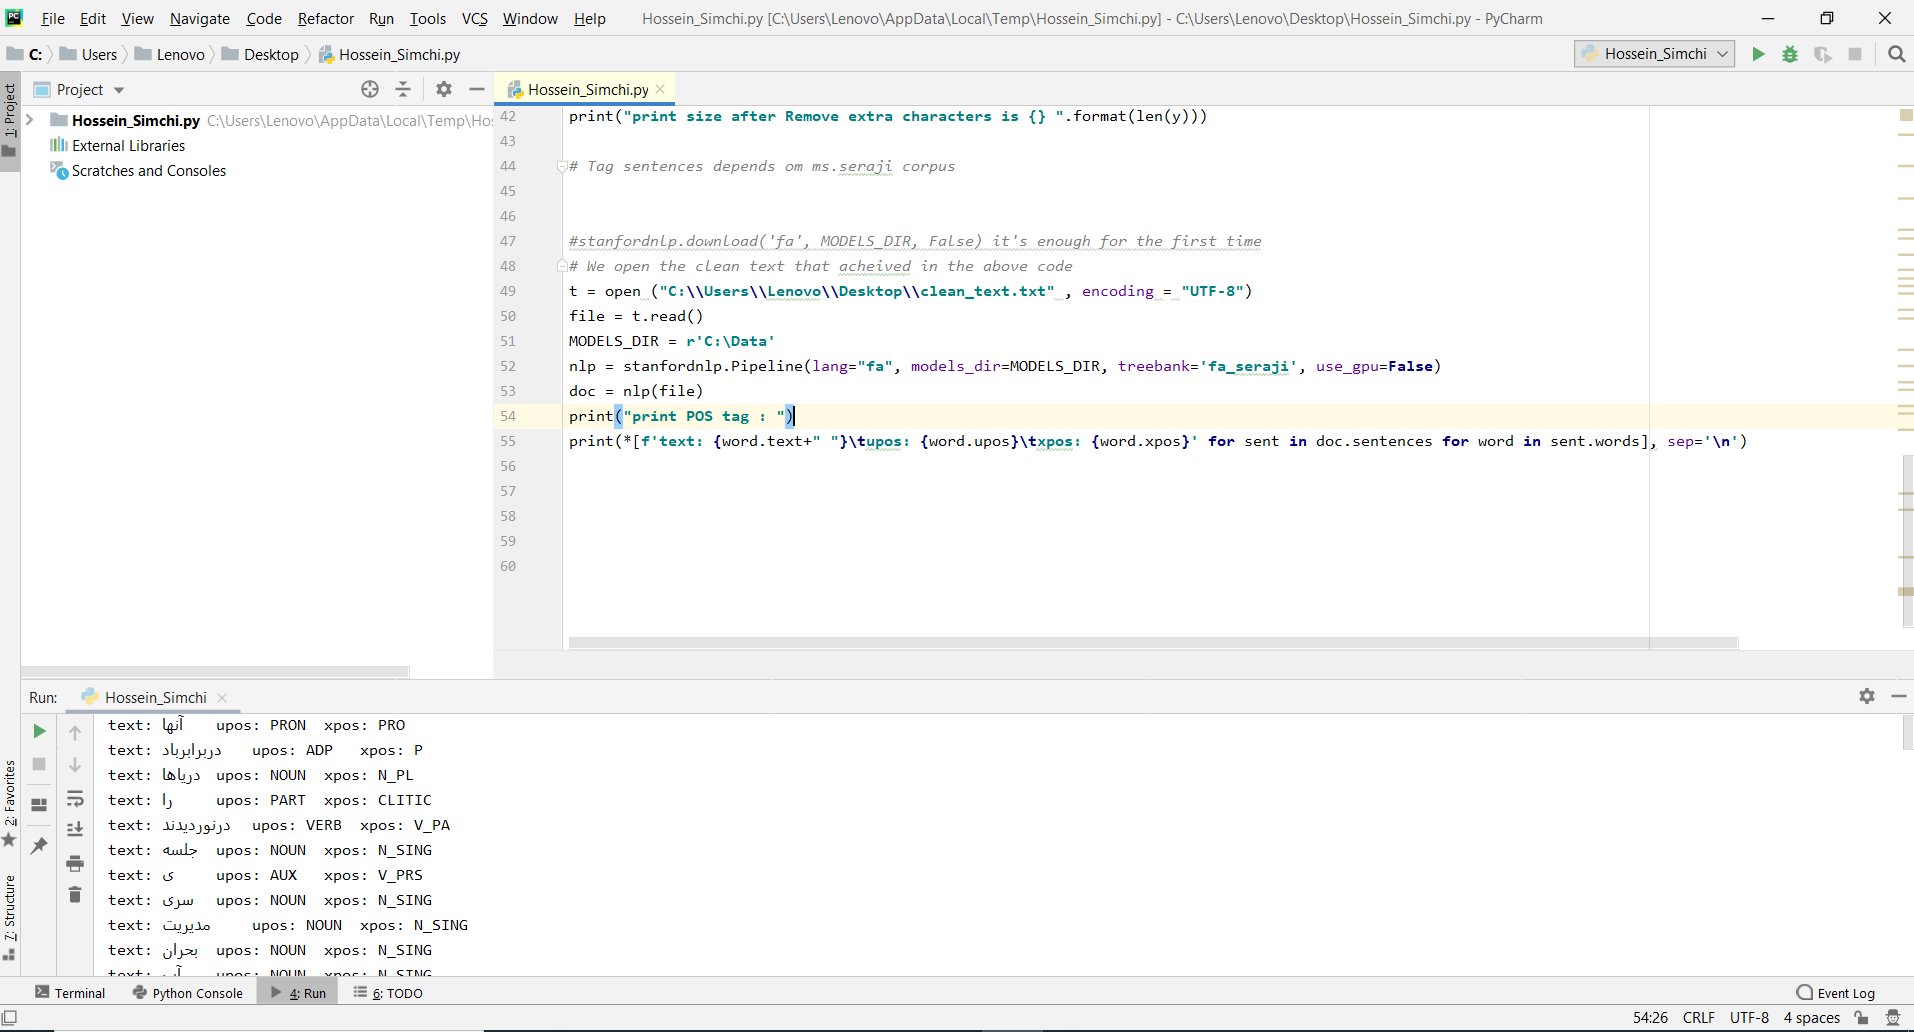 File Edit View Navigate Code Refactor Run Tools VCS Window Help Hossein_Simchi.py [C:\Users\Lenovo\AppData\Local\Temp\Hossein_Simchi.py] - C:\Users\Lenovo\Desktop\Hossein_Simchi.py - PyCharm
C: Users Lenovo Desktop Hossein_Simchi.py Hossein_Simchi
1: Project
Project
Hossein_Simchi.py
Hossein_Simchi.py C:\Users\Lenovo\AppData\Local\Temp\Ho
External Libraries
Scratches and Consoles
42 print("print size after Remove extra characters is {} ".format(len(y)))
43
44 # Tag sentences depends om ms.seraji corpus
45
46
47 #stanfordnlp.download('fa', MODELS_DIR, False) it's enough for the first time
48 # We open the clean text that acheived in the above code
49 t = open ("C:\\Users\\Lenovo\\Desktop\\clean_text.txt" , encoding = "UTF-8")
50 file = t.read()
51 MODELS_DIR = r'C:\Data'
52 nlp = stanfordnlp.Pipeline(lang="fa", models_dir=MODELS_DIR, treebank='fa_seraji', use_gpu=False)
53 doc = nlp(file)
54 print("print POS tag : ")
55 print(*[f'text: {word.text+" "}\tupos: {word.upos}\txpos: {word.xpos}' for sent in doc.sentences for word in sent.words], sep='\n')
56
57
58
59
60
Run: Hossein_Simchi
text: آنها upos: PRON xpos: PRO
text: دربرابرباد upos: ADP xpos: P
text: دریاها upos: NOUN xpos: N_PL
text: را upos: PART xpos: CLITIC
text: درنوردیدند upos: VERB xpos: V_PA
text: جلسه upos: NOUN xpos: N_SING
text: ی upos: AUX xpos: V_PRS
text: سری upos: NOUN xpos: N_SING
text: مدیریت upos: NOUN xpos: N_SING
text: بحران upos: NOUN xpos: N_SING
text: آب upos: NOUN xpos: N_SING
2: Favorites
7: Structure
Terminal Python Console 4: Run 6: TODO Event Log
54:26 CRLF UTF-8 4 spaces